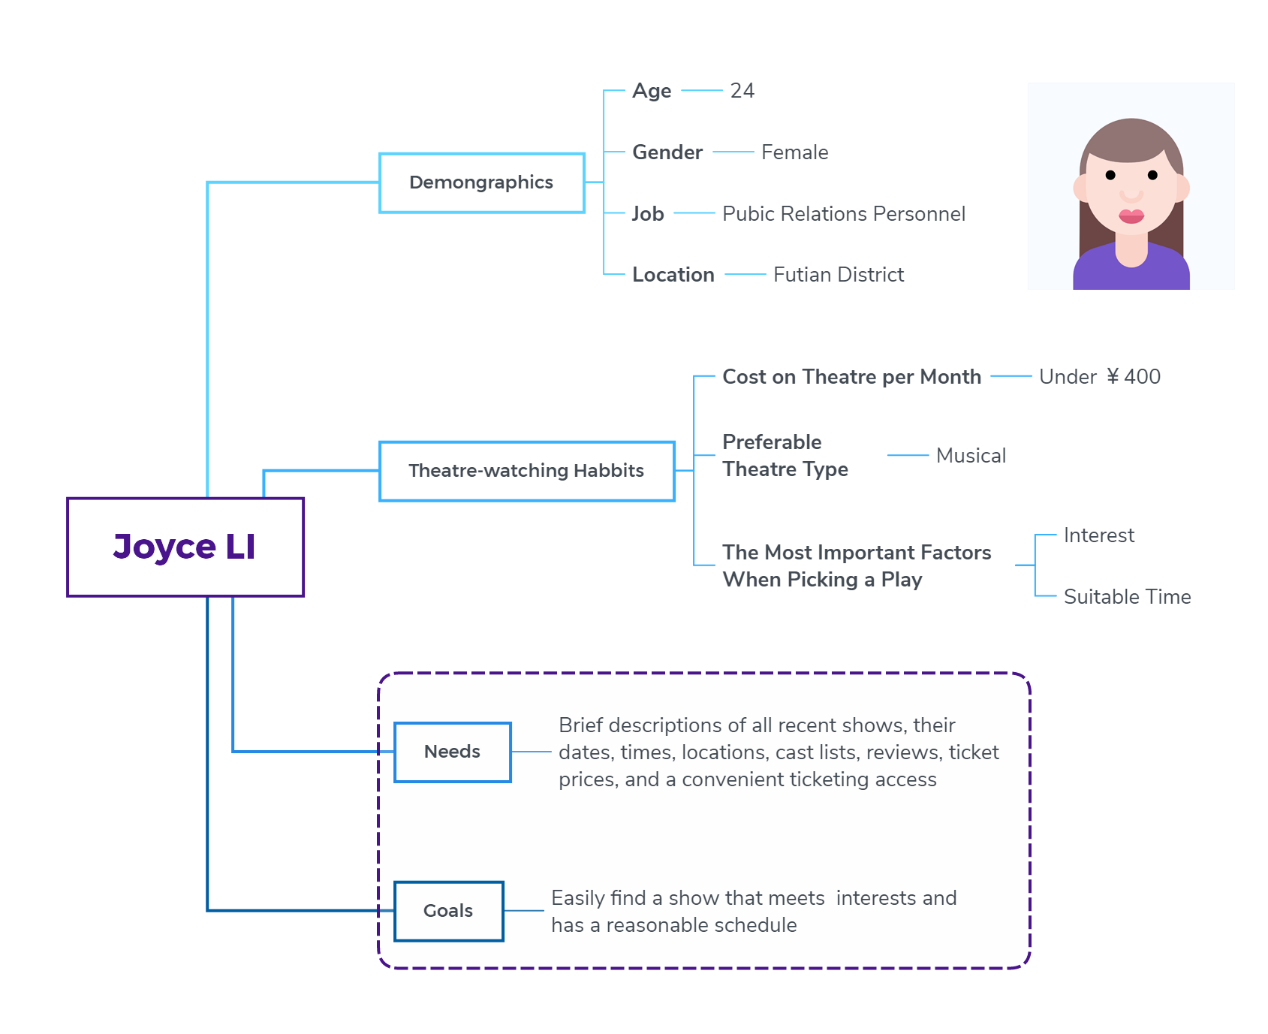 Joyce LI
Demongraphics
Age
24
Gender
Female
Job
Pubic Relations Personnel
Location
Futian District
Theatre-watching Habbits
Cost on Theatre per Month
Under ¥ 400
Preferable
Theatre Type
Musical
The Most Important Factors
When Picking a Play
Interest
Suitable Time
Needs
Brief descriptions of all recent shows, their
dates, times, locations, cast lists, reviews, ticket
prices, and a convenient ticketing access
Goals
Easily find a show that meets interests and
has a reasonable schedule